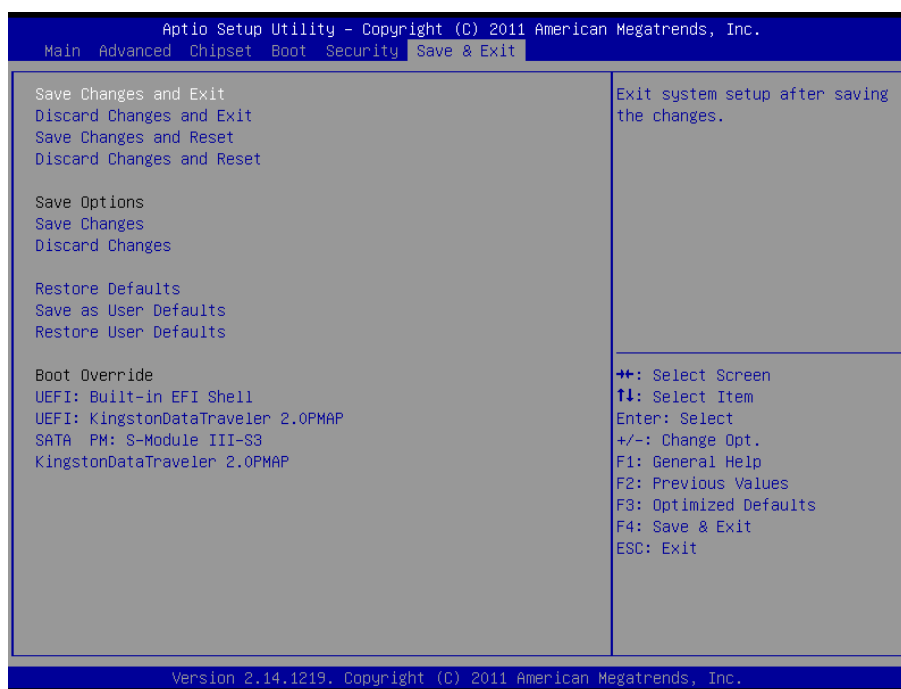 Aptio Setup Utility – Copyright (C) 2011 American Megatrends, Inc.
Main Advanced Chipset Boot Security Save & Exit
Save Changes and Exit
Discard Changes and Exit
Save Changes and Reset
Discard Changes and Reset
Save Options
Save Changes
Discard Changes
Restore Defaults
Save as User Defaults
Restore User Defaults
Boot Override
UEFI: Built-in EFI Shell
UEFI: KingstonDataTraveler 2.0PMAP
SATA PM: S-Module III-S3
KingstonDataTraveler 2.0PMAP
Exit system setup after saving
the changes.
→←: Select Screen
↑↓: Select Item
Enter: Select
+/-: Change Opt.
F1: General Help
F2: Previous Values
F3: Optimized Defaults
F4: Save & Exit
ESC: Exit
Version 2.14.1219. Copyright (C) 2011 American Megatrends, Inc.